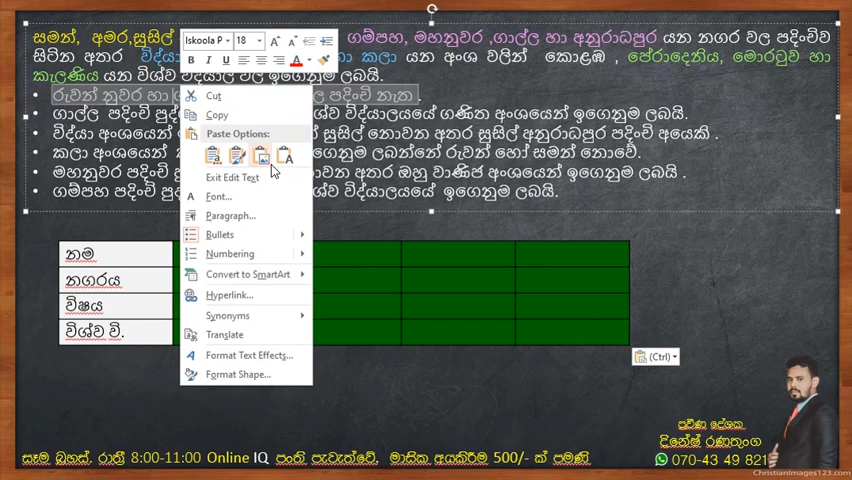 සමන්, අමර,සුසිල් ගම්පහ, මහනුවර ,ගාල්ල හා අනුරාධපුර යන නගර වල පදිංචිව
සිටින අතර විද්‍යා හා කලා යන අංශ වලින් කොළඹ , පේරාදෙනිය, මොරටුව හා
කැලණිය යන විශ්ව විද්‍යාල වල ඉගෙනුම ලබයි.
• රුවන් නුවර හා ල පදිංචි නැත
• ගාල්ල පදිංචි පුද් ශ්ව විද්‍යාලයයේ ගණිත අංශයෙන් ඉගෙනුම ලබයි.
• විද්‍යා අංශයෙන් සුසිල් නොවන අතර සුසිල් අනුරාධපුර පදිංචි අයෙකි .
• කලා අංශයෙන් ගෙනුම ලබන්නේ රුවන් හෝ සමන් නොවේ.
• මහනුවර පදිංචි පු වන අතර ඔහු වාණිජ අංශයෙන් ඉගෙනුම ලබයි .
• ගම්පහ පදිංචි පුද ශ්ව විද්‍යාලයයේ ඉගෙනුම ලබයි.
Iskoola P 18
B I U A
Cut
Copy
Paste Options:
Exit Edit Text
Font...
Paragraph...
Bullets
Numbering
Convert to SmartArt
Hyperlink...
Synonyms
Translate
Format Text Effects...
Format Shape...
නම
නගරය
විෂය
විශ්ව වි.
(Ctrl)
ප්‍රවීණ දේශක
දිනේෂ් රණතුංග
070-43 49 821
සෑම බ්‍රහස්. රාත්‍රී 8:00-11:00 Online IQ පංති පැවැත්වේ. මාසික අයකිරීම 500/- ක් පමණි
ChristianImages123.com